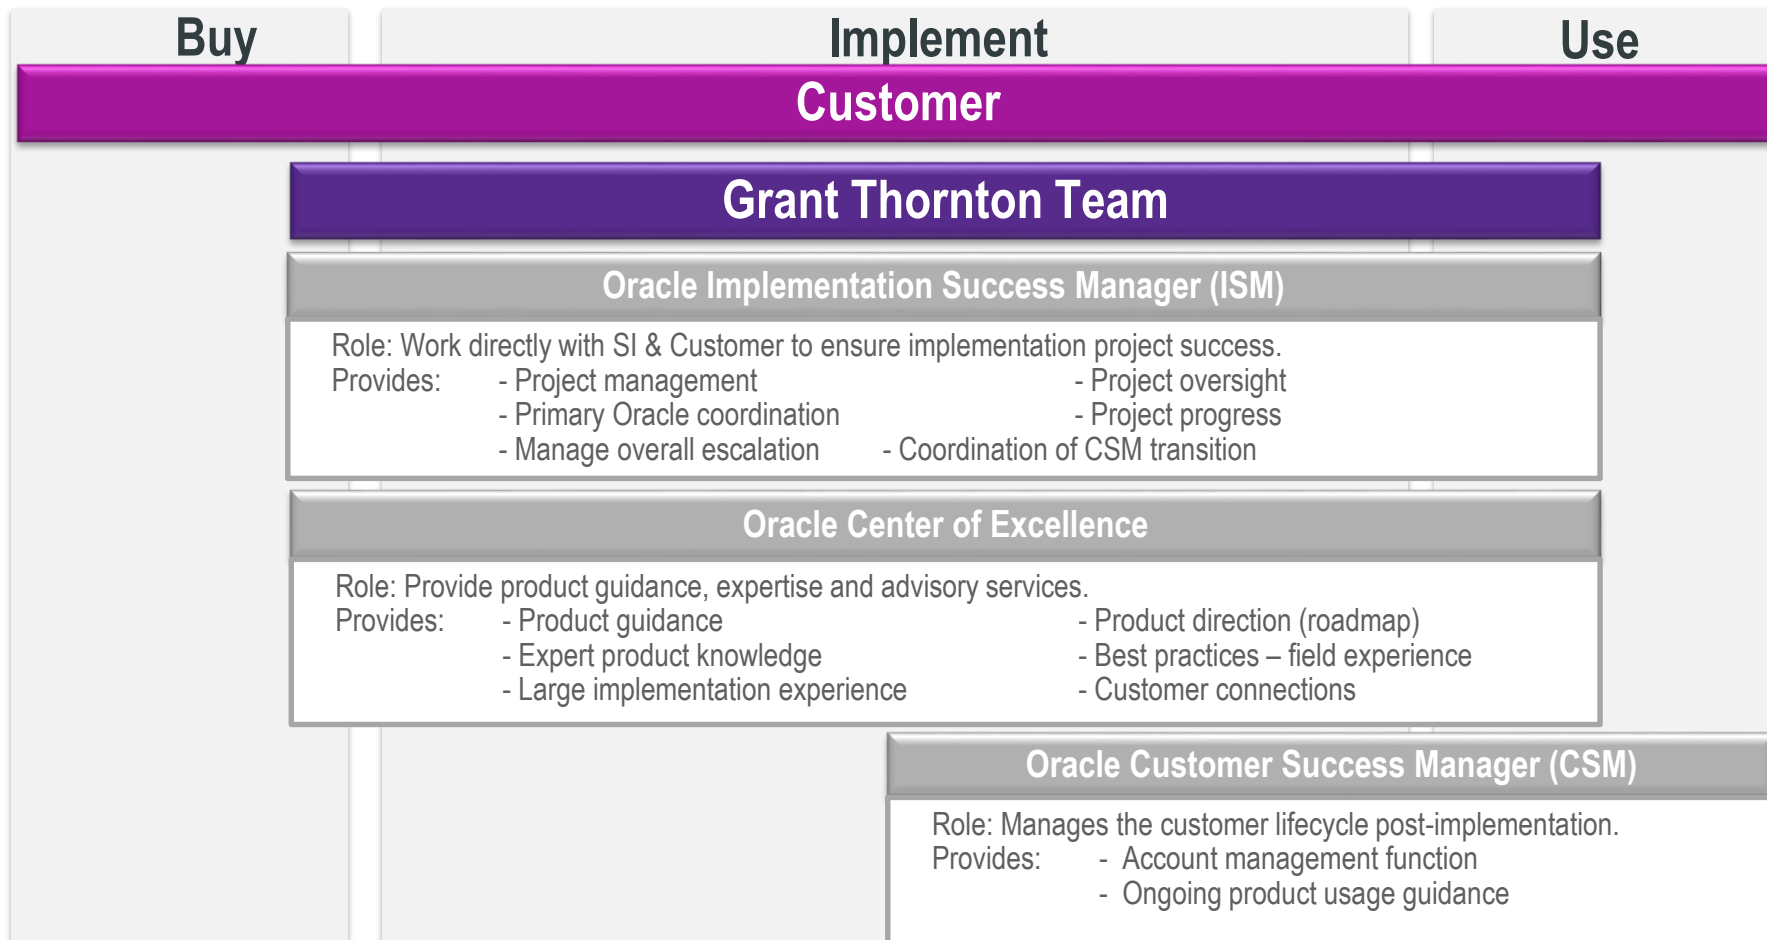 Buy Implement Use
Customer
Grant Thornton Team
Oracle Implementation Success Manager (ISM)
Role: Work directly with SI & Customer to ensure implementation project success.
Provides: - Project management - Project oversight
- Primary Oracle coordination - Project progress
- Manage overall escalation - Coordination of CSM transition
Oracle Center of Excellence
Role: Provide product guidance, expertise and advisory services.
Provides: - Product guidance - Product direction (roadmap)
- Expert product knowledge - Best practices – field experience
- Large implementation experience - Customer connections
Oracle Customer Success Manager (CSM)
Role: Manages the customer lifecycle post-implementation.
Provides: - Account management function
- Ongoing product usage guidance